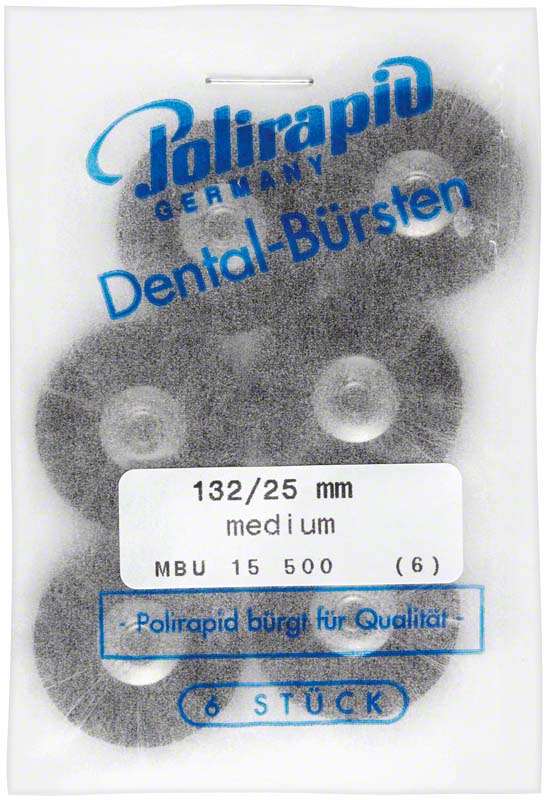 Polirapid
GERMANY
Dental-Bürsten
132/25 mm
medium
MBU 15 500 (6)
- Polirapid bürgt für Qualität -
6 STÜCK